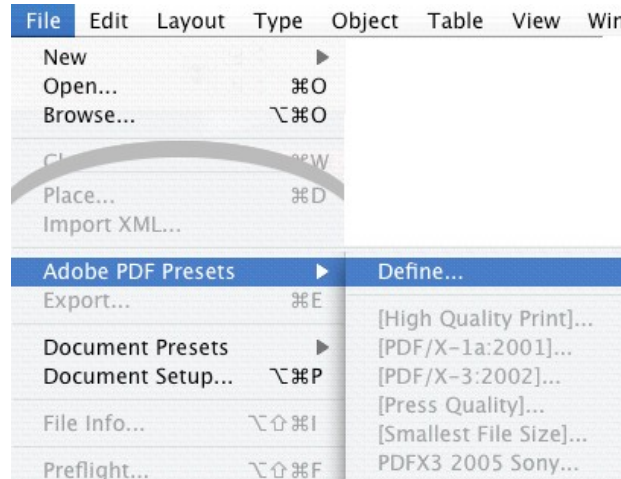 File Edit Layout Type Object Table View
New
Open... ⌘O
Browse... ⌥⌘O
⌘W
Place... ⌘D
Import XML...
Adobe PDF Presets
Define...
Export... ⌘E
[High Quality Print]...
Document Presets
[PDF/X-1a:2001]...
Document Setup... ⌥⌘P
[PDF/X-3:2002]...
[Press Quality]...
File Info... ⌥⇧⌘I
[Smallest File Size]...
Preflight... ⌥⇧⌘F
PDFX3 2005 Sony...